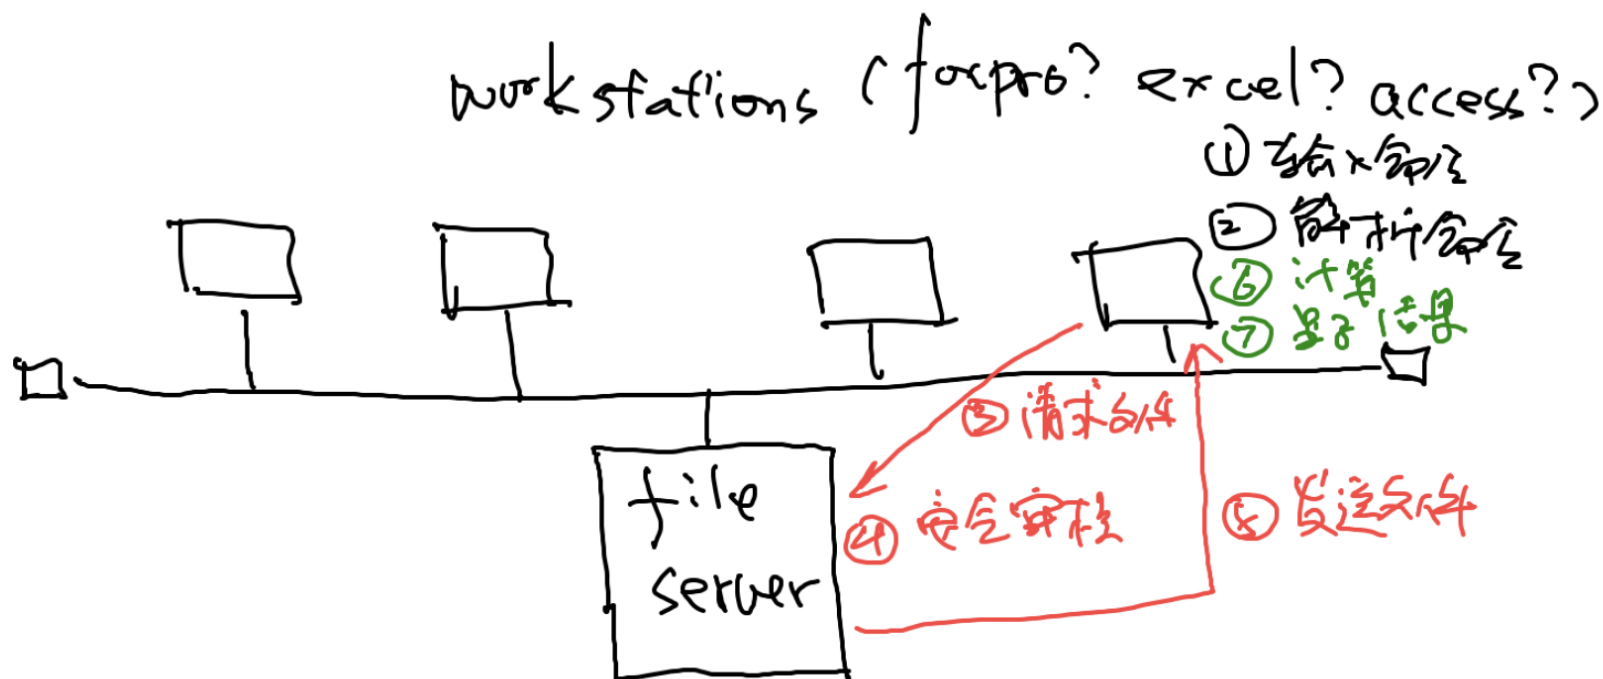 workstations (foxpro? excel? access?)
① 输入命令
② 解析命令
⑥ 计算
⑦ 显示结果
③ 请求文件
file
server
④ 安全审核
⑤ 发送文件